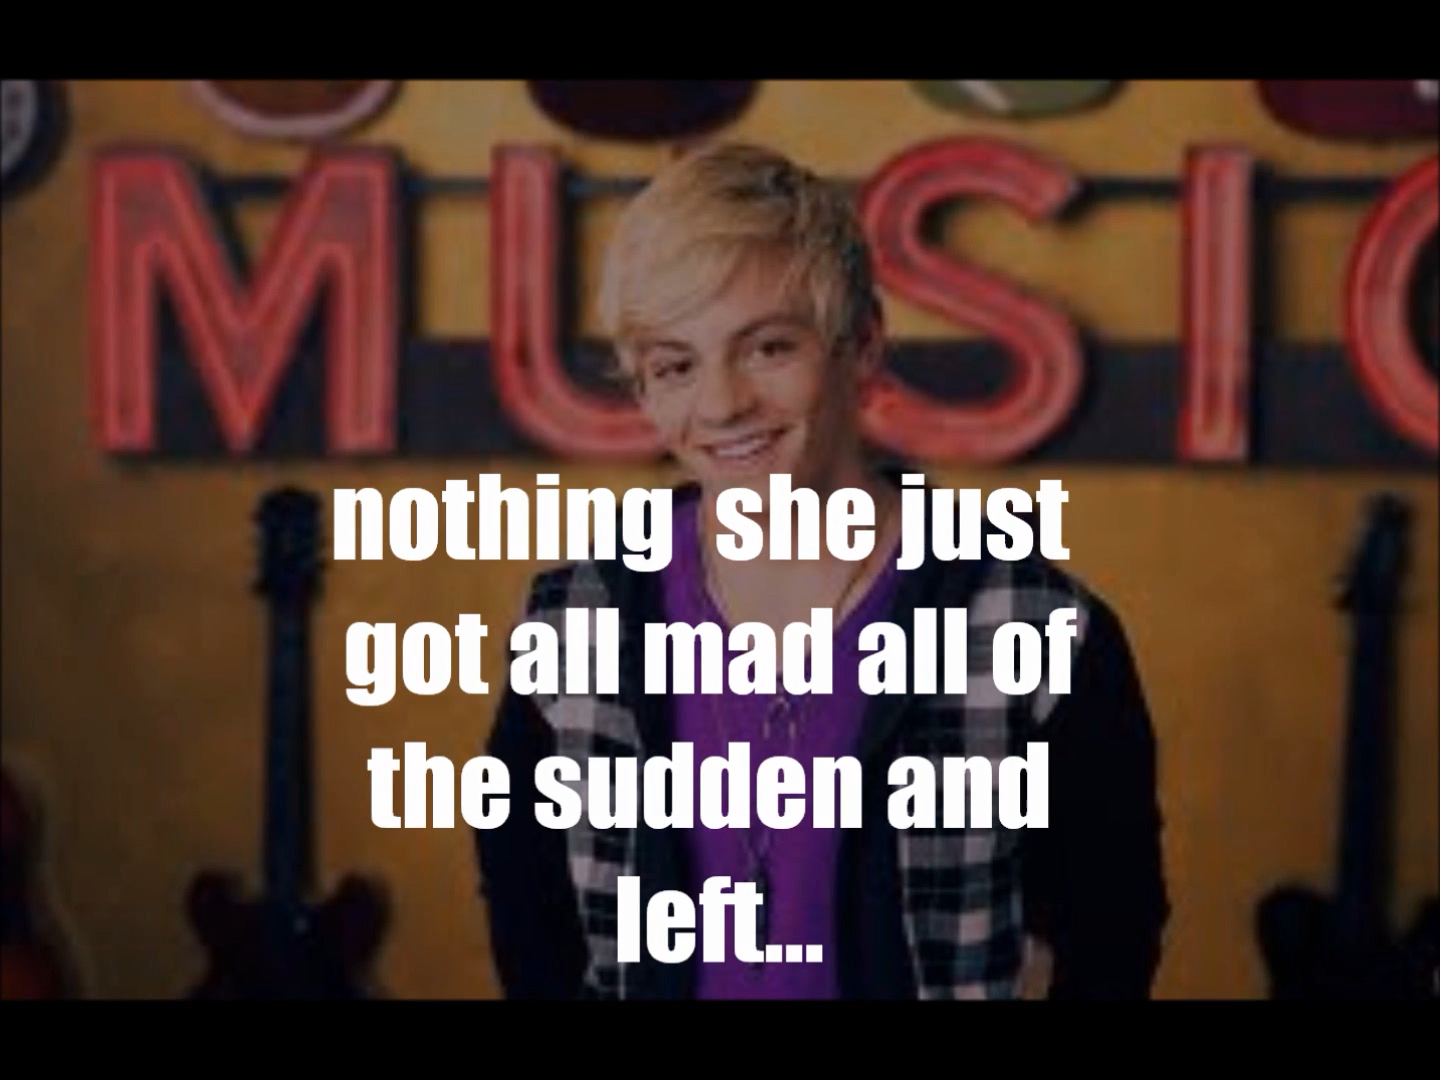 MUSIC
nothing  she just
got all mad all of
the sudden and
left...